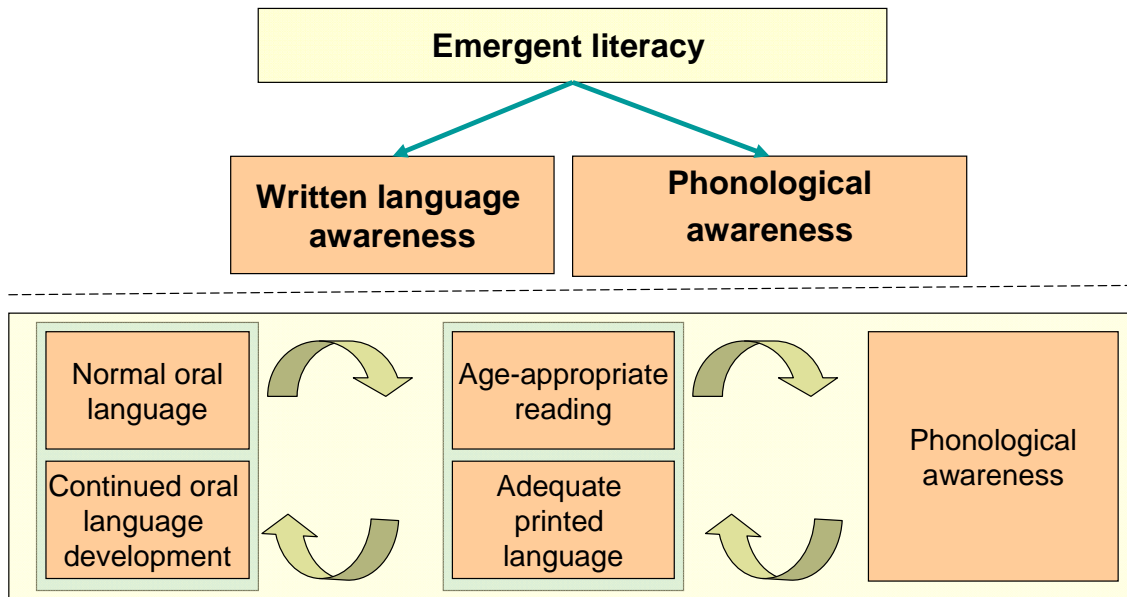 Emergent literacy
Written language
awareness
Phonological
awareness
Normal oral
language
Continued oral
language
development
Age-appropriate
reading
Adequate
printed
language
Phonological
awareness